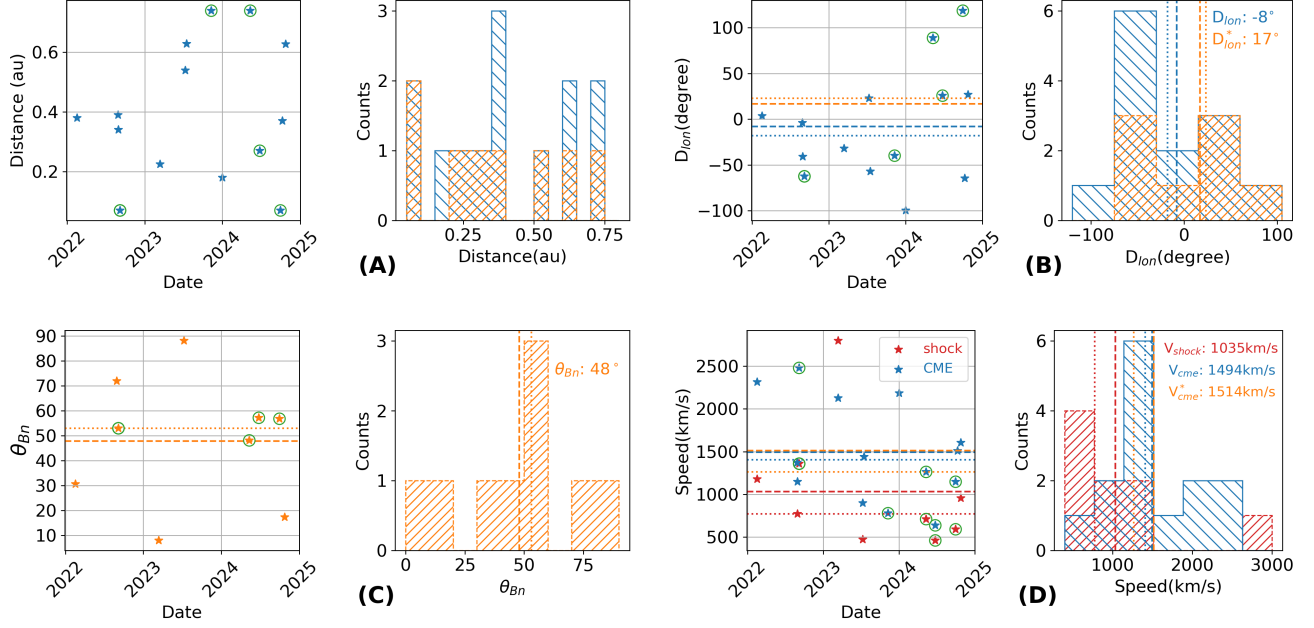 0.6
0.4
0.2
Distance (au)
2022
2023
2024
2025
Date
3
2
1
0
Counts
0.25
0.50
0.75
Distance(au)
(A)
100
50
0
−50
−100
D_lon(degree)
2022
2023
2024
2025
Date
6
4
2
0
Counts
D_lon: -8°
D*_lon: 17°
−100
0
100
D_lon(degree)
(B)
90
80
70
60
50
40
30
20
10
θ_Bn
2022
2023
2024
2025
Date
3
2
1
0
Counts
θ_Bn: 48°
0
25
50
75
θ_Bn
(C)
2500
2000
1500
1000
500
Speed(km/s)
shock
CME
2022
2023
2024
2025
Date
6
4
2
0
Counts
V_shock: 1035km/s
V_cme: 1494km/s
V*_cme: 1514km/s
1000
2000
3000
Speed(km/s)
(D)